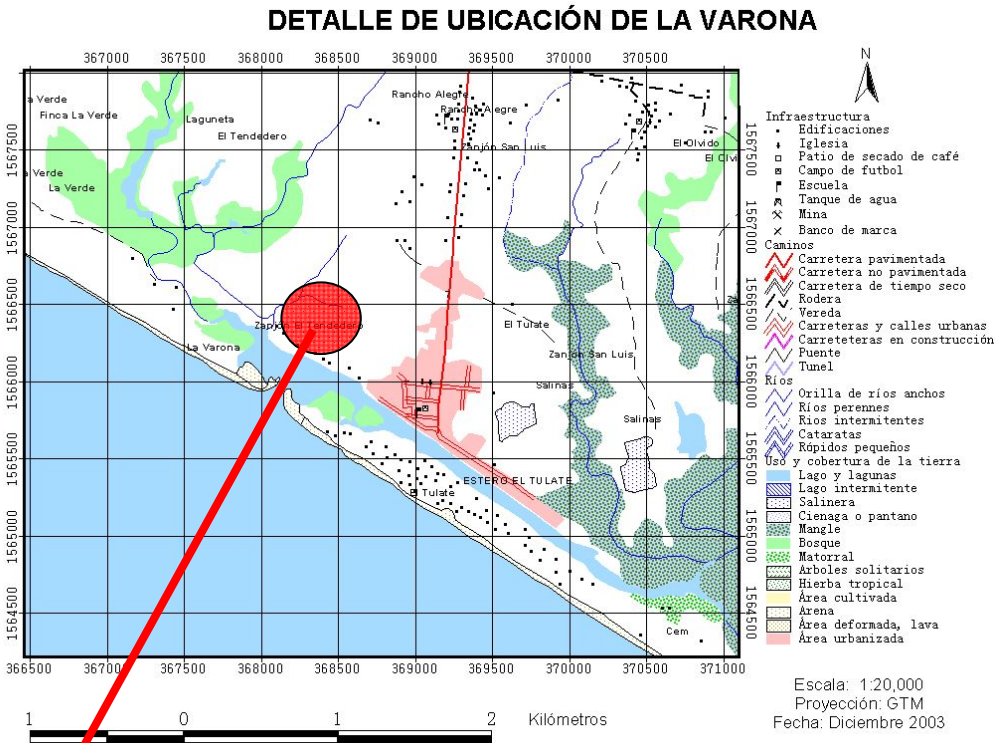 DETALLE DE UBICACIÓN DE LA VARONA
367000 367500 368000 368500 369000 369500 370000 370500
N
a Verde
Finca La Verde
Laguneta
El Tendedero
Rancho Alegre
Zanjón San Luis
El Olvido
El Olvi
a Verde
La Verde
1567500
1567000
1566500
1566000
1565500
1565000
1564500
1567500
1567000
1566500
1566000
1565500
1565000
1564500
Zanjón El Tendedero
La Varona
El Tulate
Zanjón San Luis
Salinas
Salinas
ESTERO EL TULATE
Tulate
Cem
366500 367000 367500 368000 368500 369000 369500 370000 370500 371000
Infraestructura
Edificaciones
Iglesia
Patio de secado de café
Campo de futbol
Escuela
Tanque de agua
Mina
Banco de marca
Caminos
Carretera pavimentada
Carretera no pavimentada
Carretera de tiempo seco
Rodera
Vereda
Carreteras y calles urbanas
Carreteteras en construcción
Puente
Tunel
Ríos
Orilla de ríos anchos
Ríos perennes
Ríos intermitentes
Cataratas
Rópidos pequeños
Uso y cobertura de la tierra
Lago y lagunas
Lago intermitente
Salinera
Cienaga o pantano
Mangle
Bosque
Matorral
Arboles solitarios
Hierba tropical
Área cultivada
Arena
Área deformada, lava
Área urbanizada
1 0 1 2 Kilómetros
Escala: 1:20,000
Proyección: GTM
Fecha: Diciembre 2003